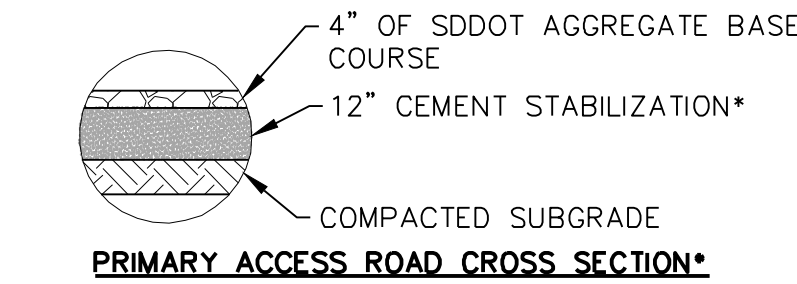 4” OF SDDOT AGGREGATE BASE
COURSE
12” CEMENT STABILIZATION*
COMPACTED SUBGRADE
PRIMARY ACCESS ROAD CROSS SECTION*